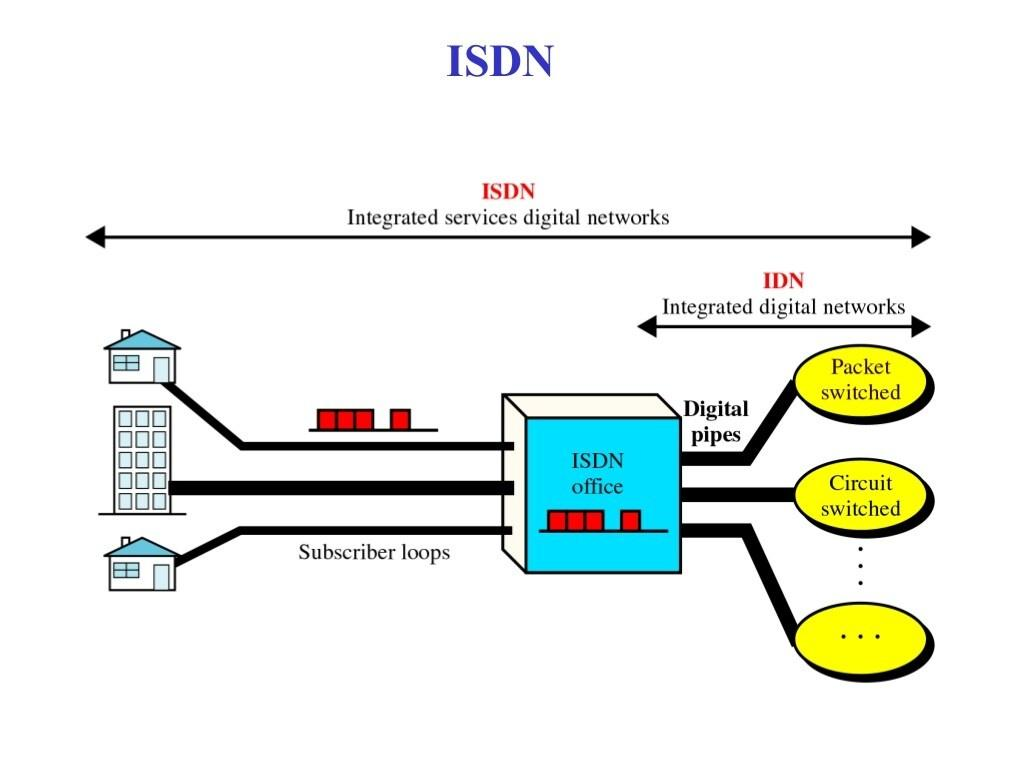 ISDN
ISDN
Integrated services digital networks
IDN
Integrated digital networks
Packet
switched
Digital
pipes
ISDN
office
Circuit
switched
Subscriber loops
. . .